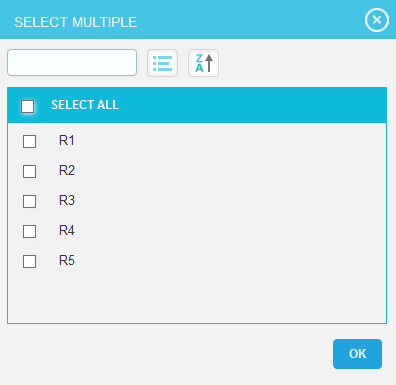 SELECT MULTIPLE
Z
A
SELECT ALL
R1
R2
R3
R4
R5
OK